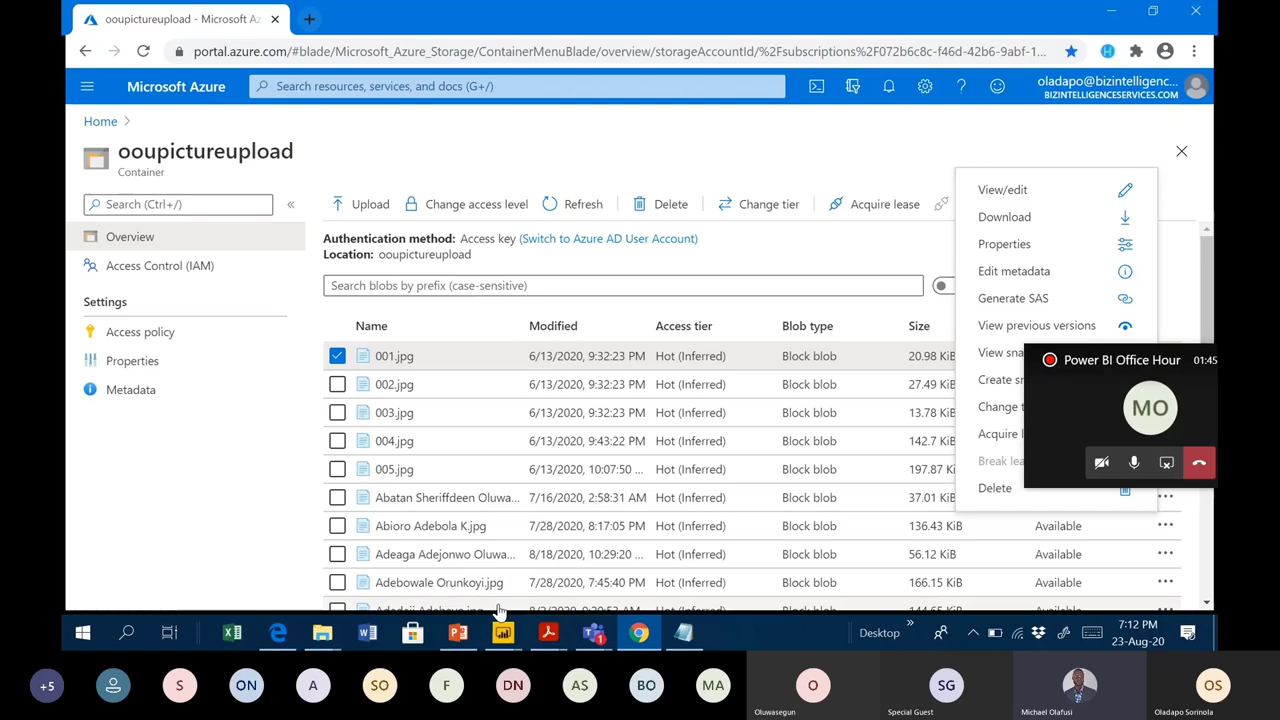 ooupictureupload - Microsoft Az
portal.azure.com/#blade/Microsoft_Azure_Storage/ContainerMenuBlade/overview/storageAccountId/%2Fsubscriptions%2F072b6c8c-f46d-42b6-9abf-1...
Microsoft Azure
Search resources, services, and docs (G+/)
oladapo@bizintelligenc...
BIZINTELLIGENCESERVICES.COM
Home
ooupictureupload
Container
Search (Ctrl+/)
Overview
Access Control (IAM)
Settings
Access policy
Properties
Metadata
Upload Change access level Refresh Delete Change tier Acquire lease
Authentication method: Access key (Switch to Azure AD User Account)
Location: ooupictureupload
Search blobs by prefix (case-sensitive)
Name Modified Access tier Blob type Size
001.jpg 6/13/2020, 9:32:23 PM Hot (Inferred) Block blob 20.98 KiB
002.jpg 6/13/2020, 9:32:23 PM Hot (Inferred) Block blob 27.49 KiB
003.jpg 6/13/2020, 9:32:23 PM Hot (Inferred) Block blob 13.78 KiB
004.jpg 6/13/2020, 9:43:22 PM Hot (Inferred) Block blob 142.7 KiB
005.jpg 6/13/2020, 10:07:50 ... Hot (Inferred) Block blob 197.87 KiB
Abatan Sheriffdeen Oluwa... 7/16/2020, 2:58:31 AM Hot (Inferred) Block blob 37.01 KiB
Abioro Adebola K.jpg 7/28/2020, 8:17:05 PM Hot (Inferred) Block blob 136.43 KiB Available
Adeaga Adejonwo Oluwa... 8/18/2020, 10:29:20 ... Hot (Inferred) Block blob 56.12 KiB Available
Adebowale Orunkoyi.jpg 7/28/2020, 7:45:40 PM Hot (Inferred) Block blob 166.15 KiB Available
View/edit
Download
Properties
Edit metadata
Generate SAS
View previous versions
View sna
Create sn
Change t
Acquire l
Break lea
Delete
Power BI Office Hour 01:45
MO
Desktop
7:12 PM
23-Aug-20
+5 S ON A SO F DN AS BO MA O SG OS
Oluwasegun Special Guest Michael Olafusi Oladapo Sorinola